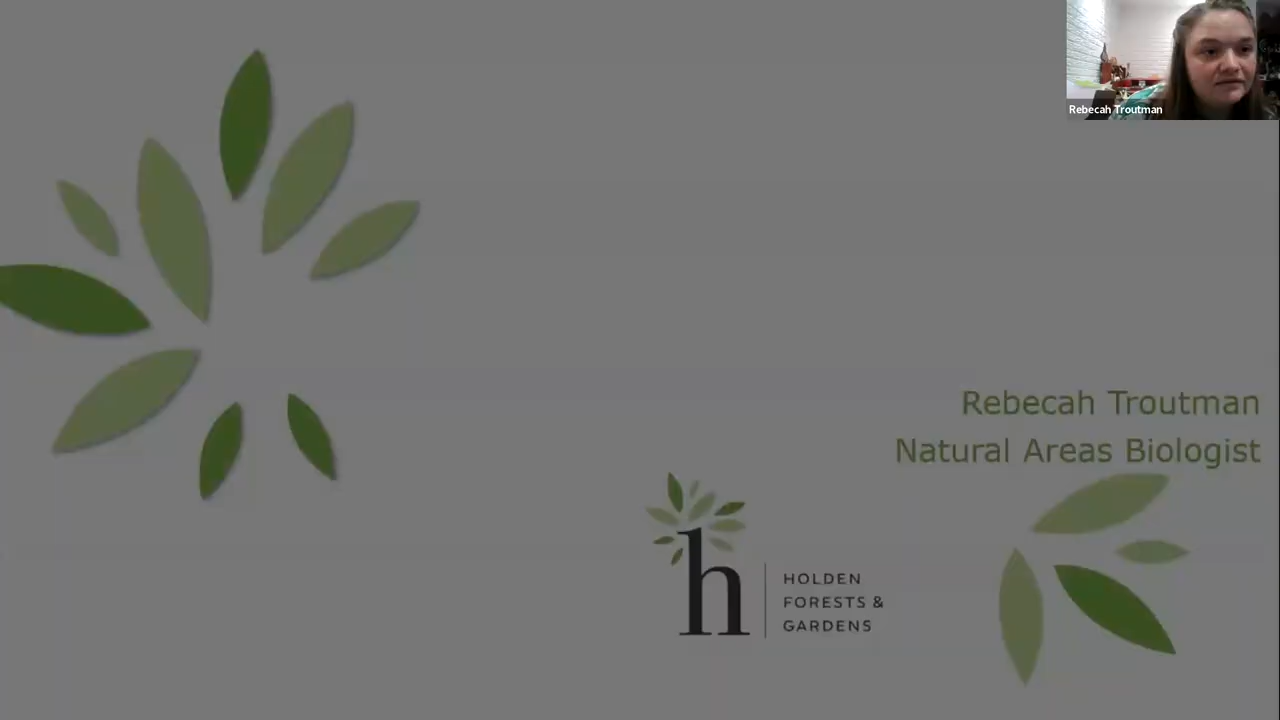 Rebecah Troutman
Rebecah Troutman
Natural Areas Biologist
h
HOLDEN
FORESTS &
GARDENS